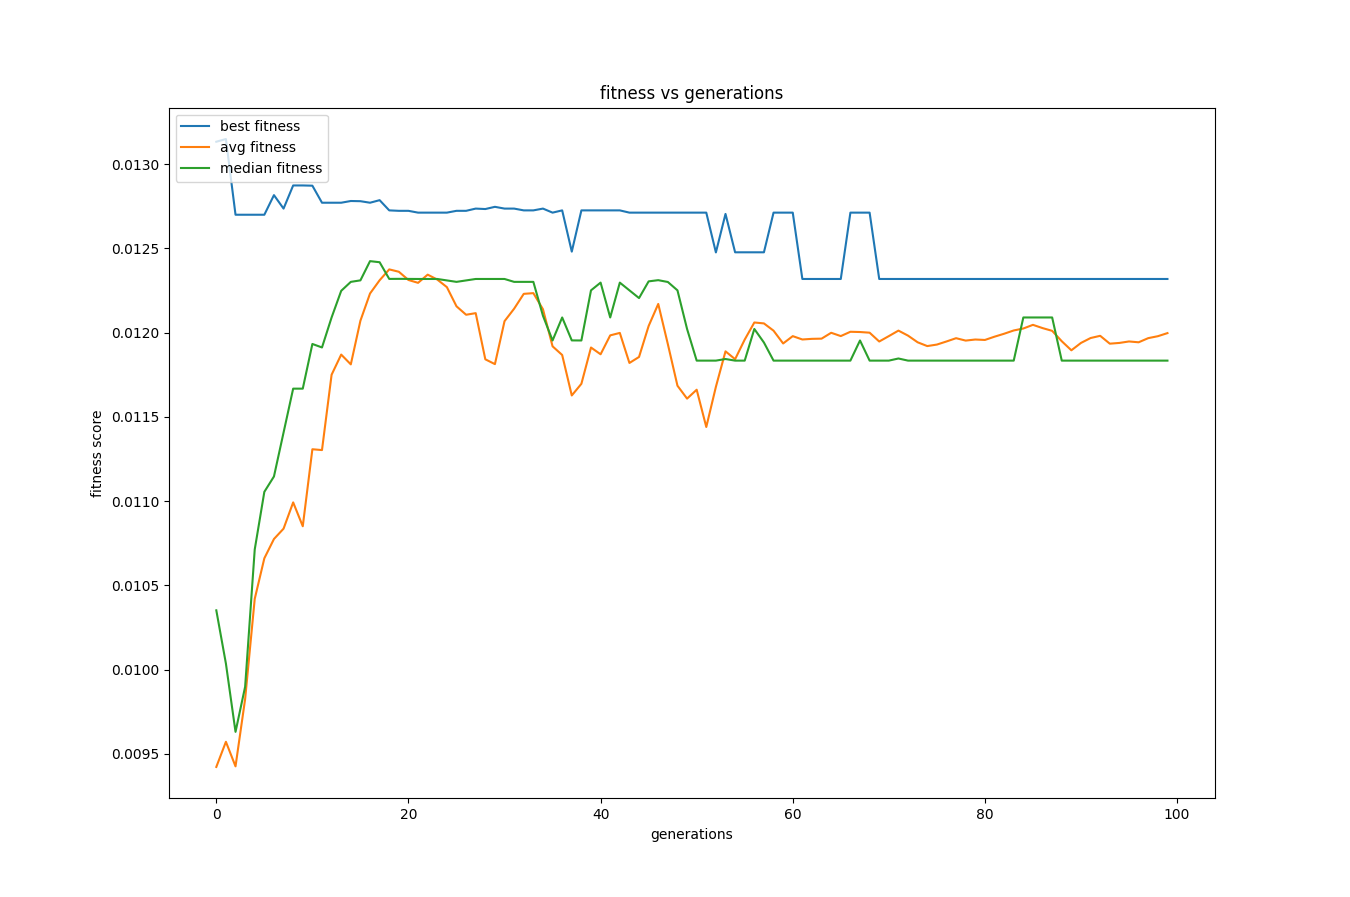 fitness vs generations
best fitness
avg fitness
median fitness
0.0130
0.0125
0.0120
0.0115
0.0110
0.0105
0.0100
0.0095
fitness score
0 20 40 60 80 100
generations